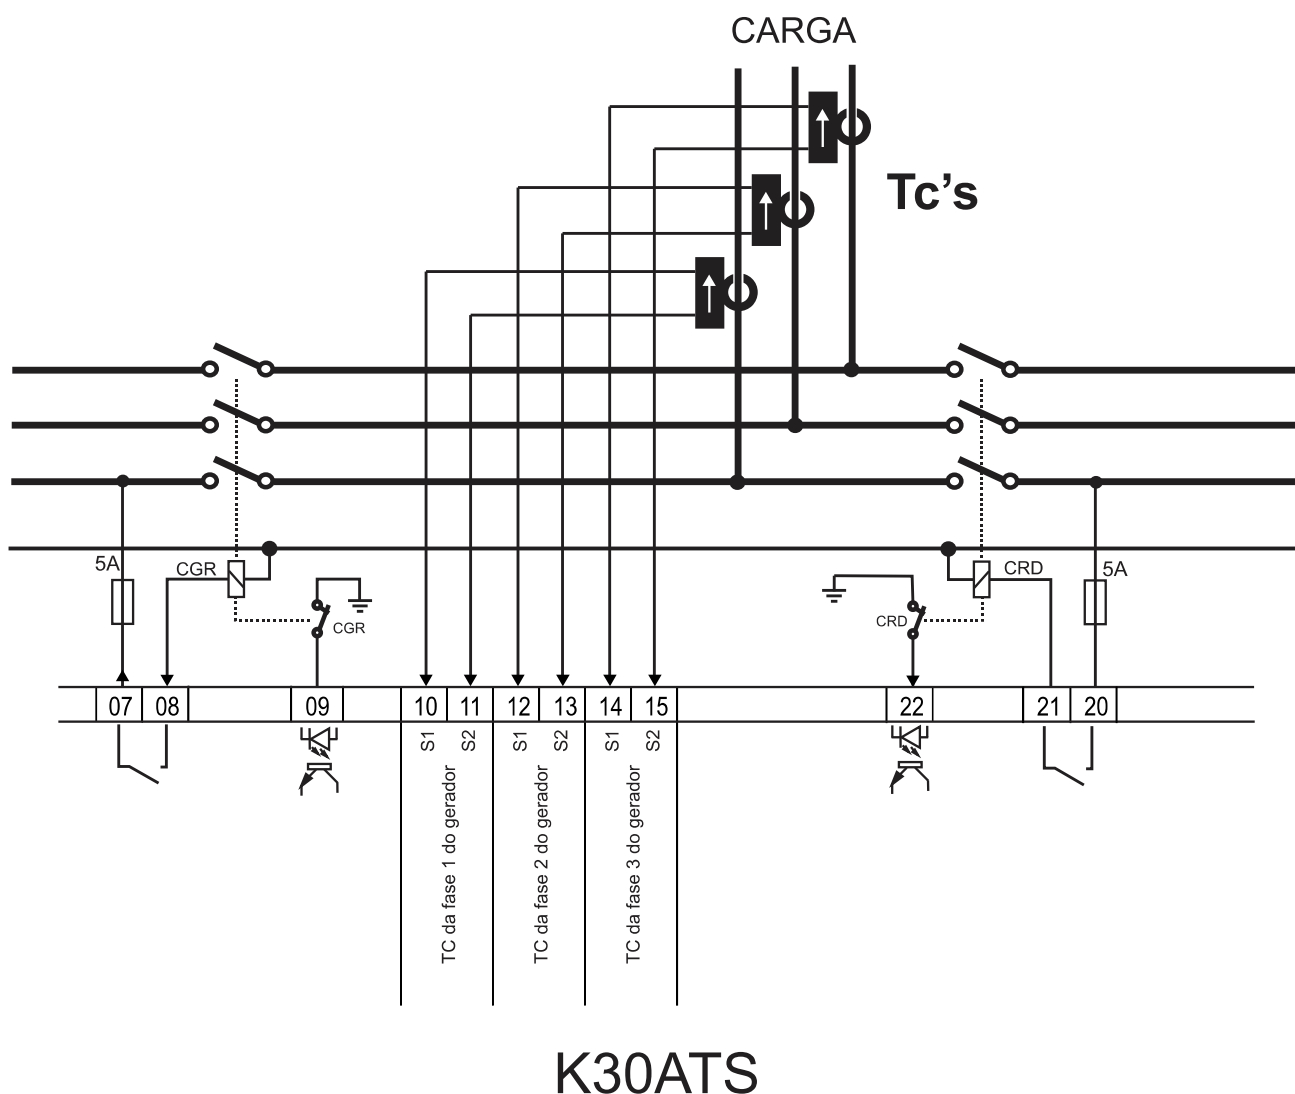 CARGA
Tc's
5A
CGR
CGR
CRD
CRD
5A
07 08 09 10 11 12 13 14 15 22 21 20
S1 S2 S1 S2 S1 S2
TC da fase 1 do gerador
TC da fase 2 do gerador
TC da fase 3 do gerador
K30ATS